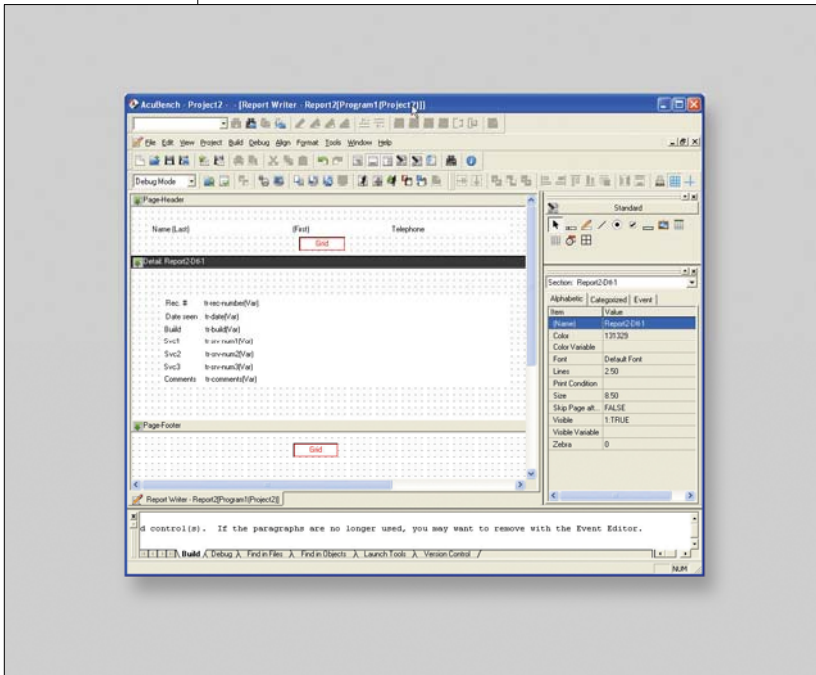 AcuBench - Project2 - - [Report Writer - Report2[Program1(Project2)]]
File Edit View Project Build Debug Align Format Tools Window Help
Debug Mode
Page-Header
Name (Last) (First) Telephone
Grid
Detail: Report2-Dtl-1
Rec. # tr-rec-number(Var)
Date seen tr-date(Var)
Build tr-build(Var)
Svc1 tr-srv-num1(Var)
Svc2 tr-srv-num2(Var)
Svc3 tr-srv-num3(Var)
Comments tr-comments(Var)
Page-Footer
Grid
Report Writer - Report2[Program1(Project2)]
Standard
Section: Report2-Dtl-1
Alphabetic Categorized Event
Item Value
(Name) Report2-Dtl-1
Color 131329
Color Variable
Font Default Font
Lines 2.50
Print Condition
Size 8.50
Skip Page aft... FALSE
Visible 1:TRUE
Visible Variable
Zebra 0
d control(s). If the paragraphs are no longer used, you may want to remove with the Event Editor.
Build Debug Find in Files Find in Objects Launch Tools Version Control
NUM